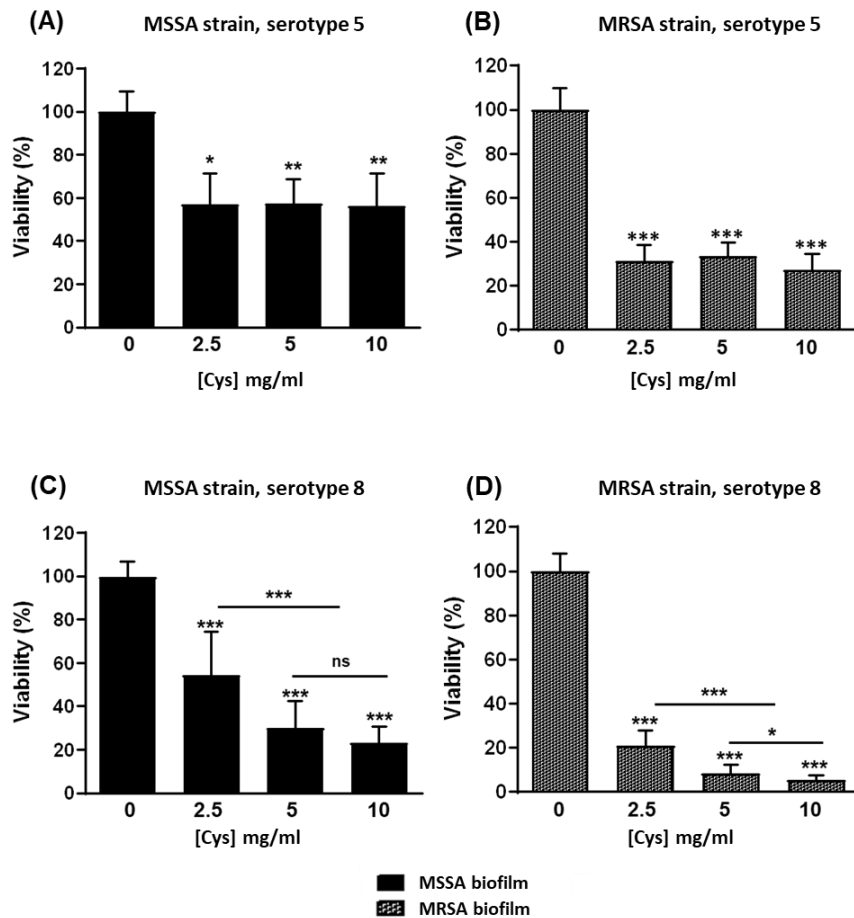 (A)
MSSA strain, serotype 5
Viability (%)
120
100
80
60
40
20
0
*
**
**
0 2.5 5 10
[Cys] mg/ml
(B)
MRSA strain, serotype 5
Viability (%)
120
100
80
60
40
20
0
***
***
***
0 2.5 5 10
[Cys] mg/ml
(C)
MSSA strain, serotype 8
Viability (%)
120
100
80
60
40
20
0
***
***
ns
***
***
0 2.5 5 10
[Cys] mg/ml
(D)
MRSA strain, serotype 8
Viability (%)
120
100
80
60
40
20
0
***
***
*
***
***
0 2.5 5 10
[Cys] mg/ml
MSSA biofilm
MRSA biofilm